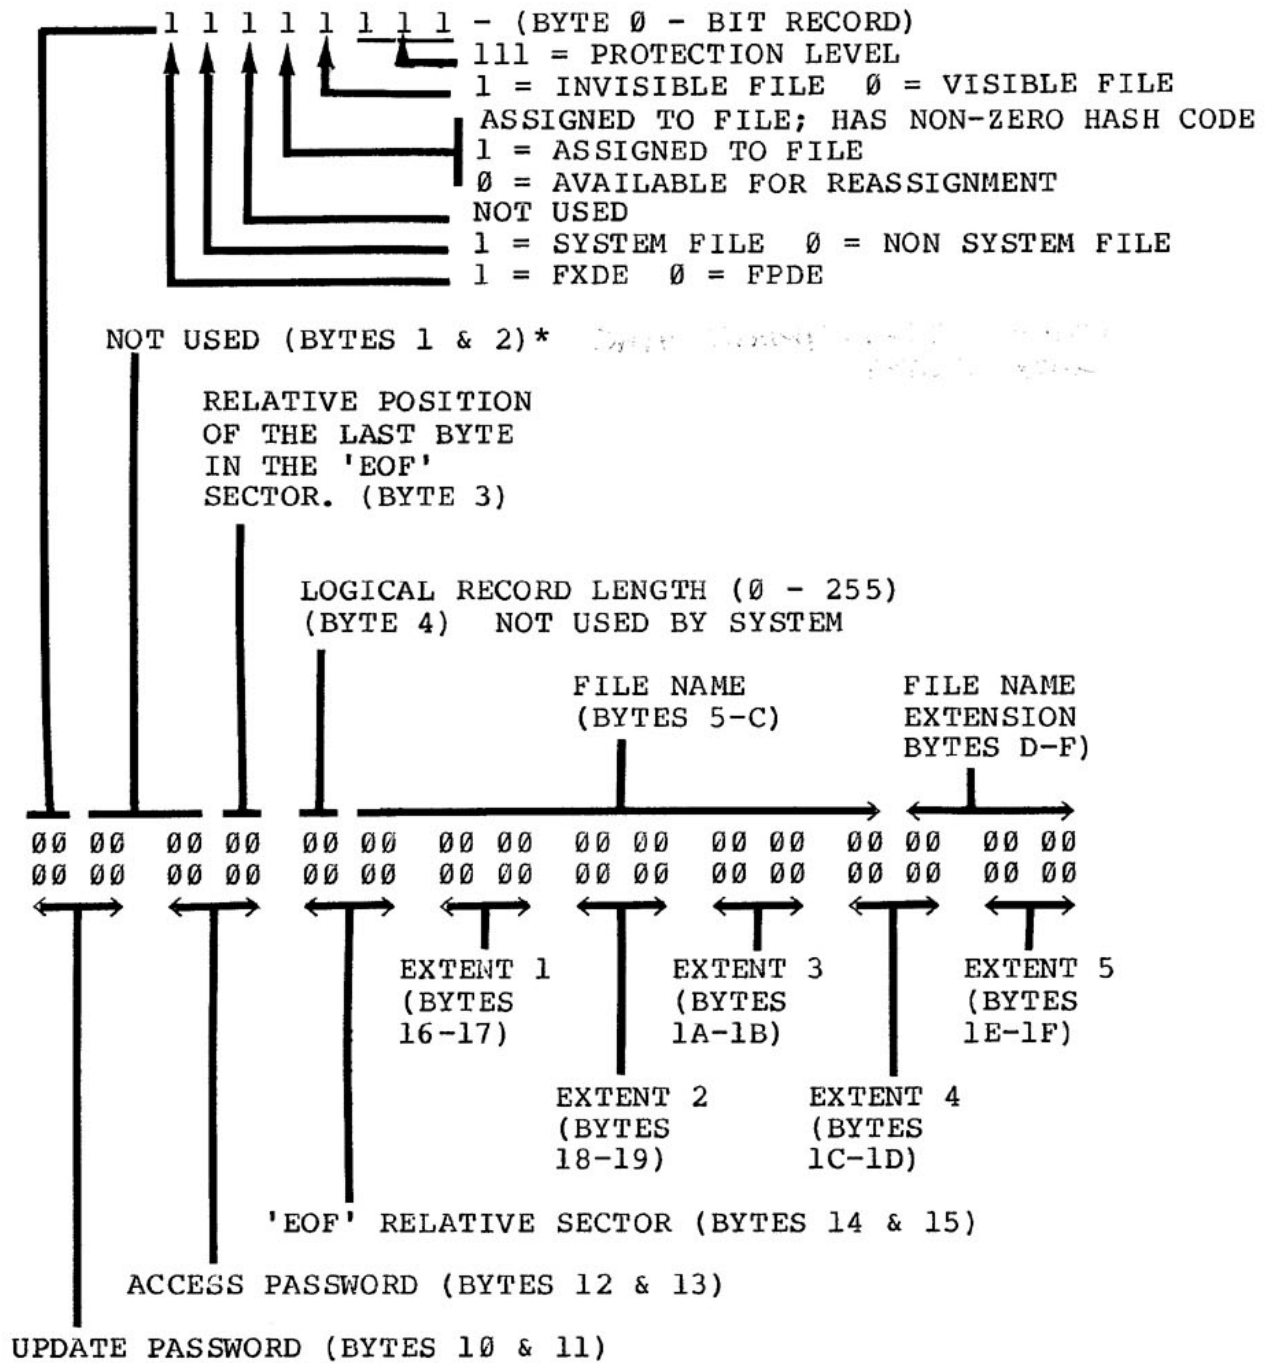 1 1 1 1 1 1 1 1 - (BYTE Ø - BIT RECORD)
111 = PROTECTION LEVEL
1 = INVISIBLE FILE Ø = VISIBLE FILE
ASSIGNED TO FILE; HAS NON-ZERO HASH CODE
1 = ASSIGNED TO FILE
Ø = AVAILABLE FOR REASSIGNMENT
NOT USED
1 = SYSTEM FILE Ø = NON SYSTEM FILE
1 = FXDE Ø = FPDE
NOT USED (BYTES 1 & 2)*
RELATIVE POSITION
OF THE LAST BYTE
IN THE 'EOF'
SECTOR. (BYTE 3)
LOGICAL RECORD LENGTH (Ø - 255)
(BYTE 4) NOT USED BY SYSTEM
FILE NAME
(BYTES 5-C)
FILE NAME
EXTENSION
BYTES D-F)
ØØ ØØ ØØ ØØ ØØ ØØ ØØ ØØ ØØ ØØ ØØ ØØ ØØ ØØ ØØ ØØ
ØØ ØØ ØØ ØØ ØØ ØØ ØØ ØØ ØØ ØØ ØØ ØØ ØØ ØØ ØØ ØØ
EXTENT 1
(BYTES
16-17)
EXTENT 3
(BYTES
1A-1B)
EXTENT 5
(BYTES
1E-1F)
EXTENT 2
(BYTES
18-19)
EXTENT 4
(BYTES
1C-1D)
'EOF' RELATIVE SECTOR (BYTES 14 & 15)
ACCESS PASSWORD (BYTES 12 & 13)
UPDATE PASSWORD (BYTES 1Ø & 11)